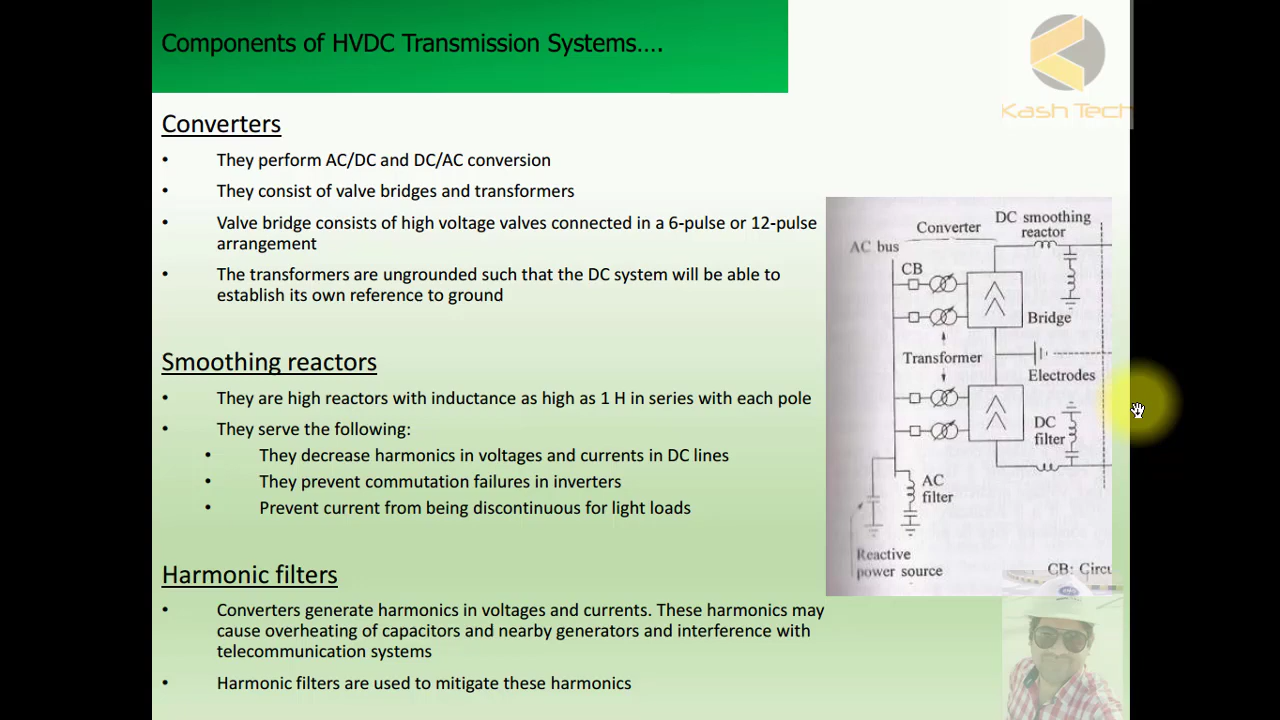 Components of HVDC Transmission Systems....
Kash Tech
Converters
• They perform AC/DC and DC/AC conversion
• They consist of valve bridges and transformers
• Valve bridge consists of high voltage valves connected in a 6-pulse or 12-pulse
arrangement
• The transformers are ungrounded such that the DC system will be able to
establish its own reference to ground
Smoothing reactors
• They are high reactors with inductance as high as 1 H in series with each pole
• They serve the following:
• They decrease harmonics in voltages and currents in DC lines
• They prevent commutation failures in inverters
• Prevent current from being discontinuous for light loads
Harmonic filters
• Converters generate harmonics in voltages and currents. These harmonics may
cause overheating of capacitors and nearby generators and interference with
telecommunication systems
• Harmonic filters are used to mitigate these harmonics
DC smoothing
reactor
Converter
AC bus
CB
Bridge
Transformer
Electrodes
DC
filter
AC
filter
Reactive
power source
CB: Circu